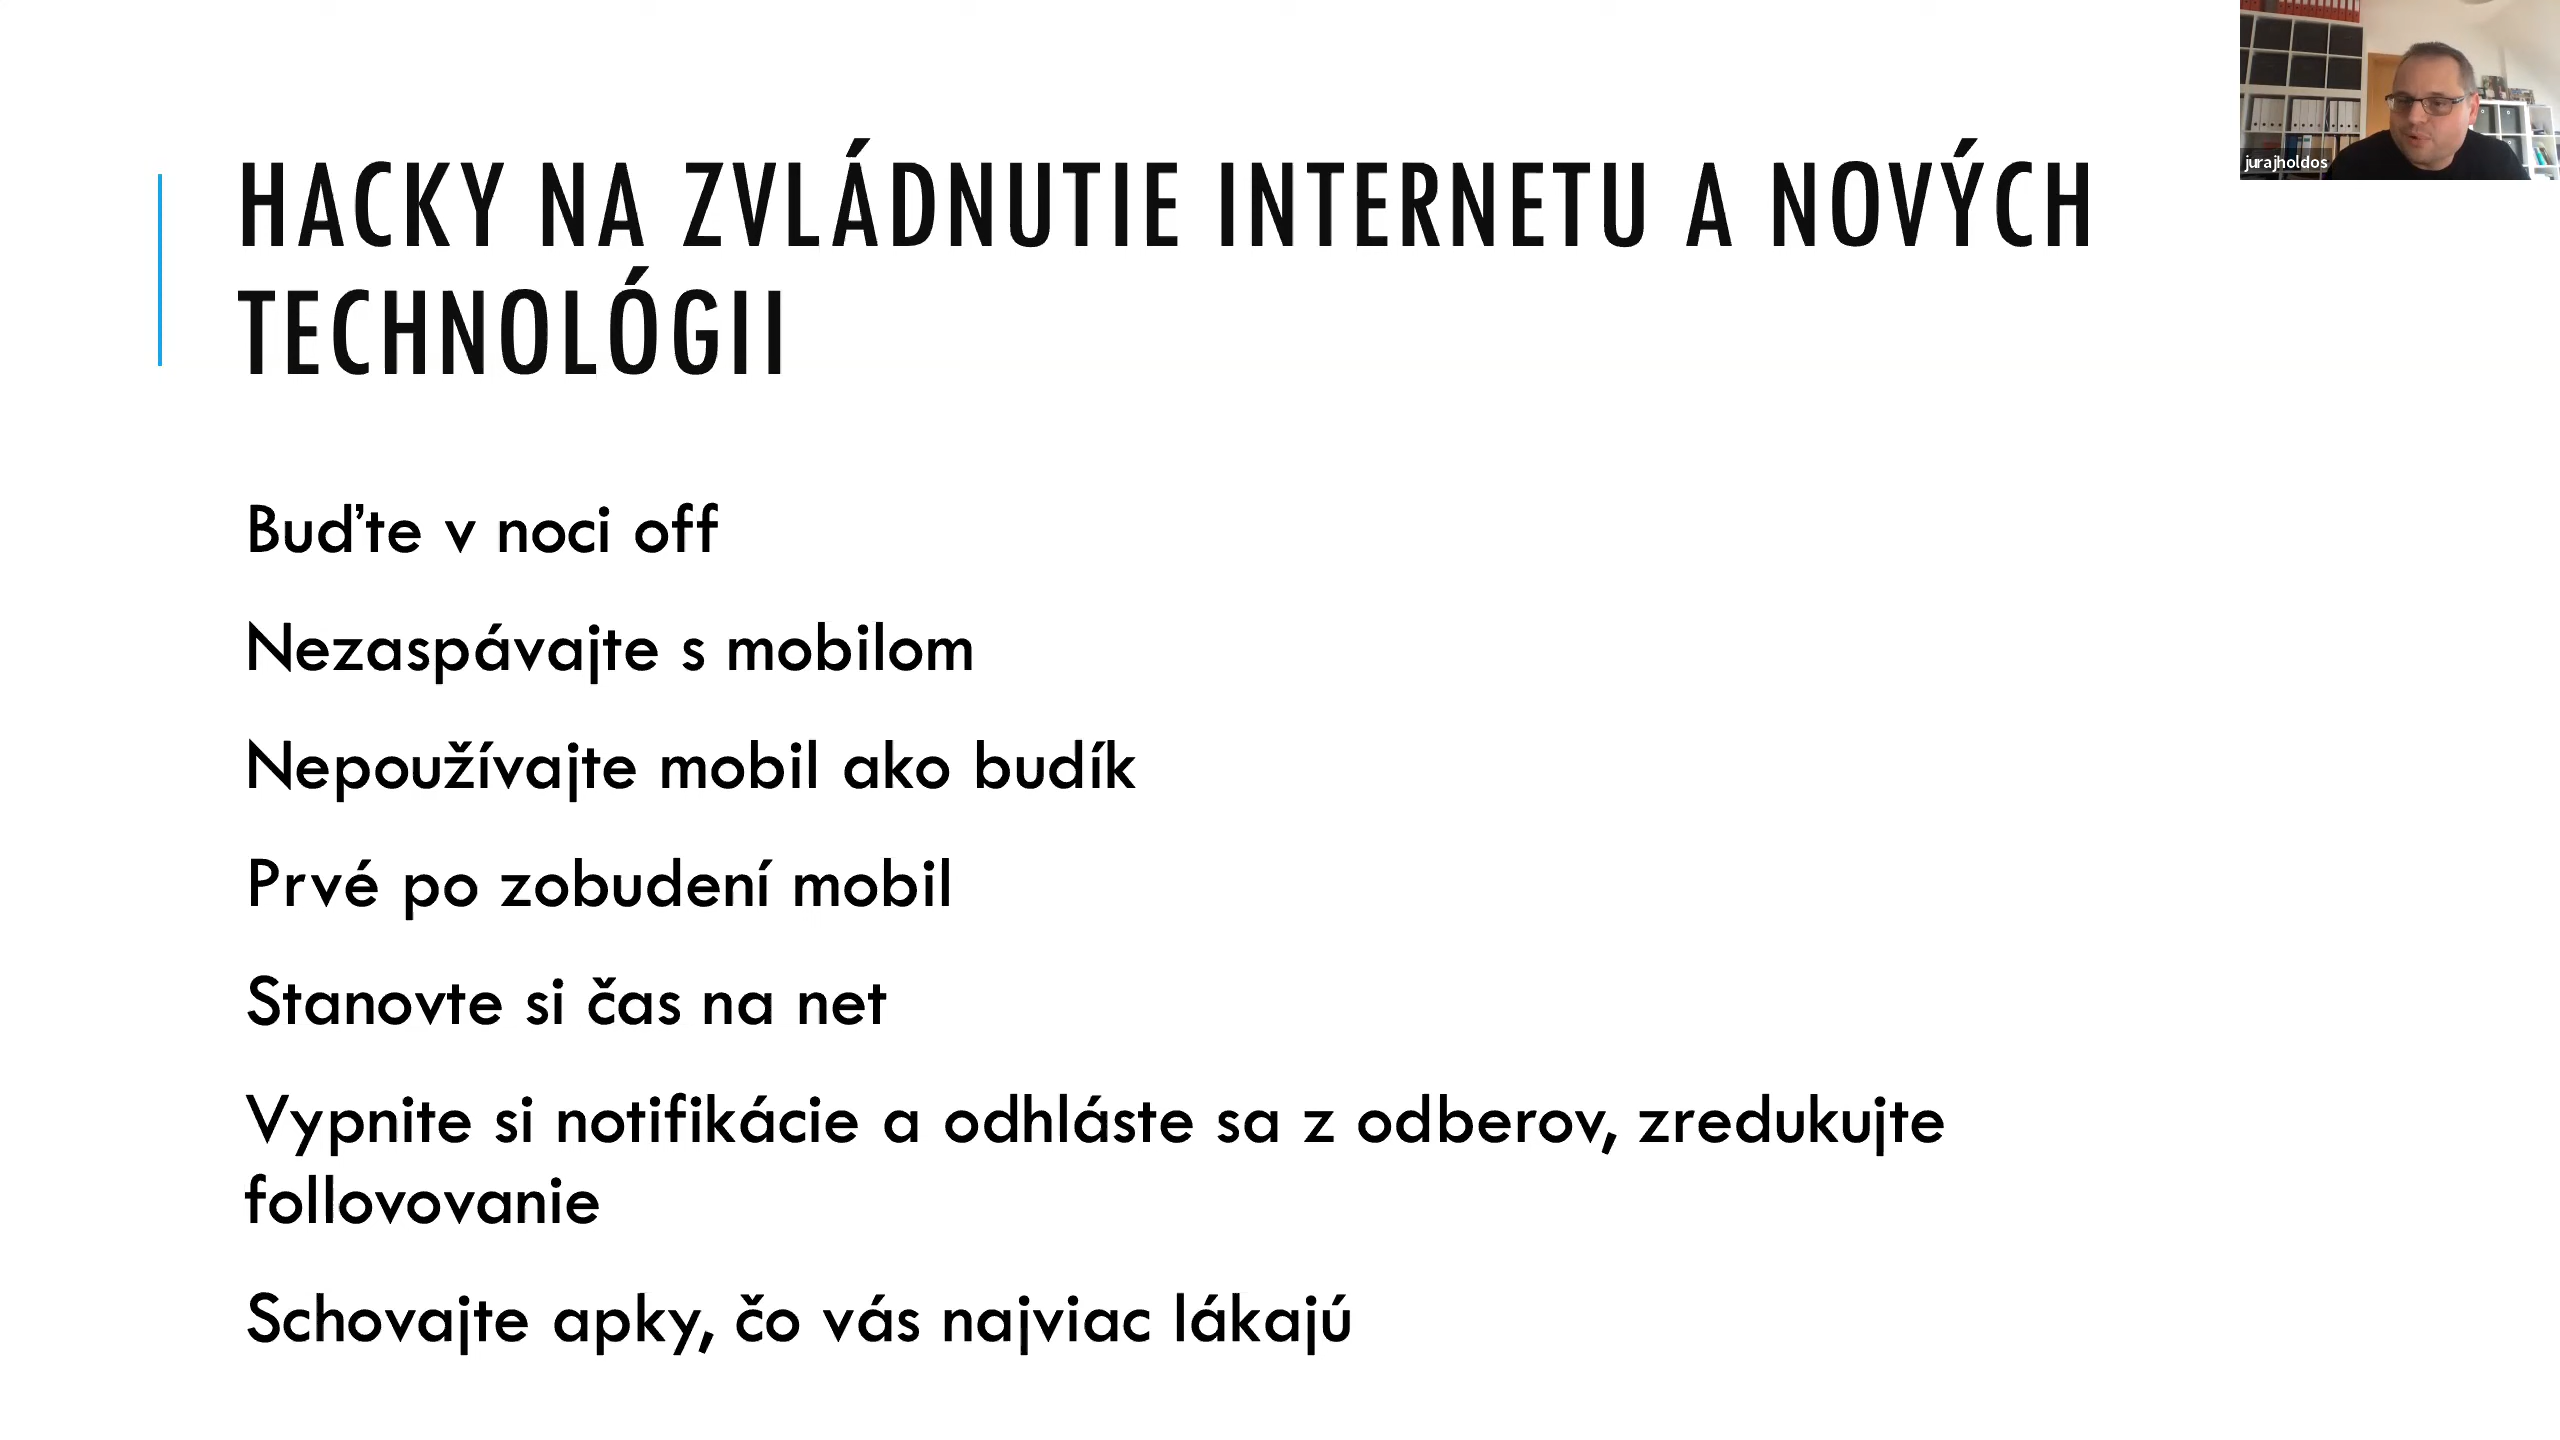 HACKY NA ZVLÁDNUTIE INTERNETU A NOVÝCH
TECHNOLÓGII
jurajholdos
Buďte v noci off
Nezaspávajte s mobilom
Nepoužívajte mobil ako budík
Prvé po zobudení mobil
Stanovte si čas na net
Vypnite si notifikácie a odhláste sa z odberov, zredukujte
follovovanie
Schovajte apky, čo vás najviac lákajú